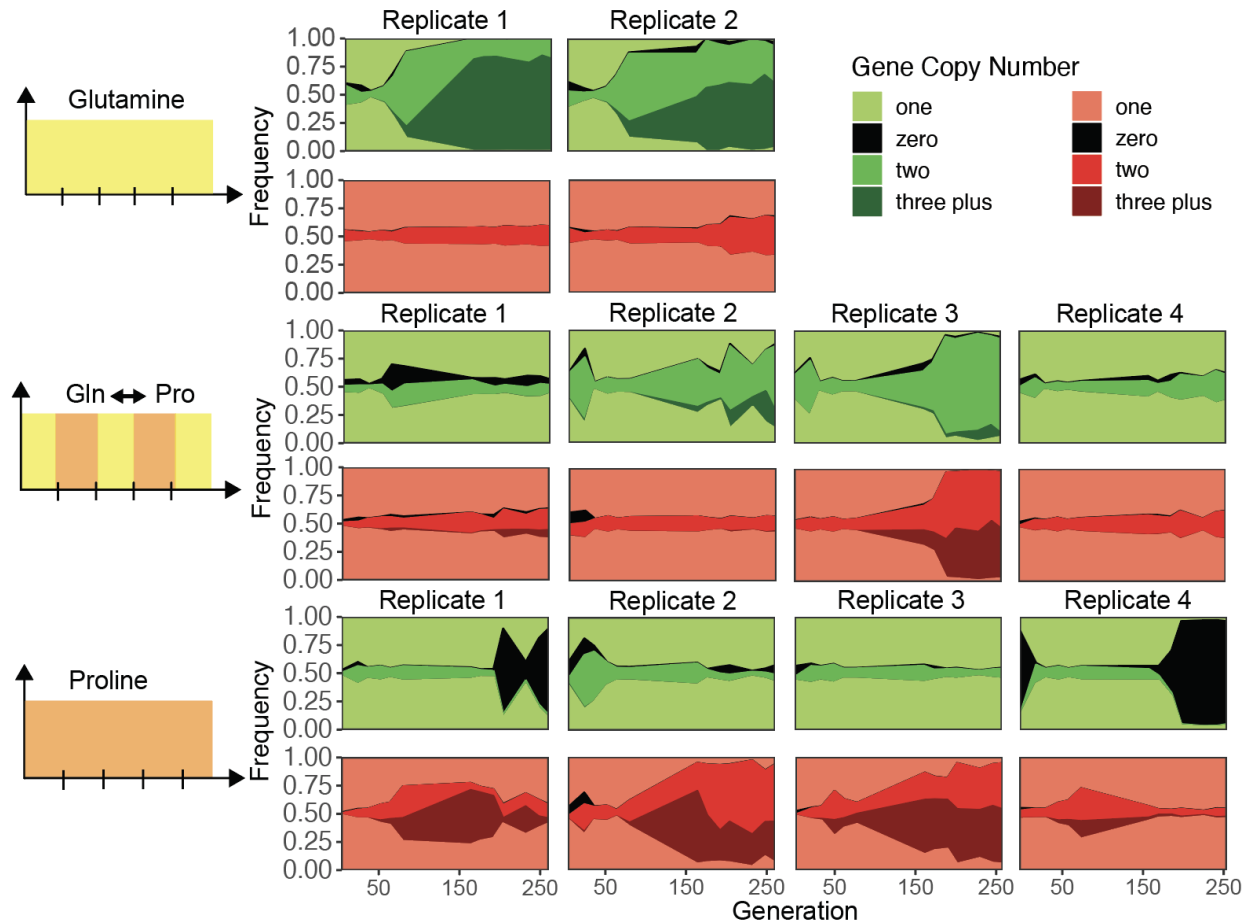 Replicate 1 Replicate 2
Glutamine
Frequency
1.00
0.75
0.50
0.25
0.00
1.00
0.75
0.50
0.25
0.00
Gene Copy Number
one one
zero zero
two two
three plus three plus
Replicate 1 Replicate 2 Replicate 3 Replicate 4
Gln Pro
Frequency
1.00
0.75
0.50
0.25
0.00
1.00
0.75
0.50
0.25
0.00
Replicate 1 Replicate 2 Replicate 3 Replicate 4
Proline
Frequency
1.00
0.75
0.50
0.25
0.00
1.00
0.75
0.50
0.25
0.00
50 150 250 50 150 250 50 150 250 50 150 250
Generation